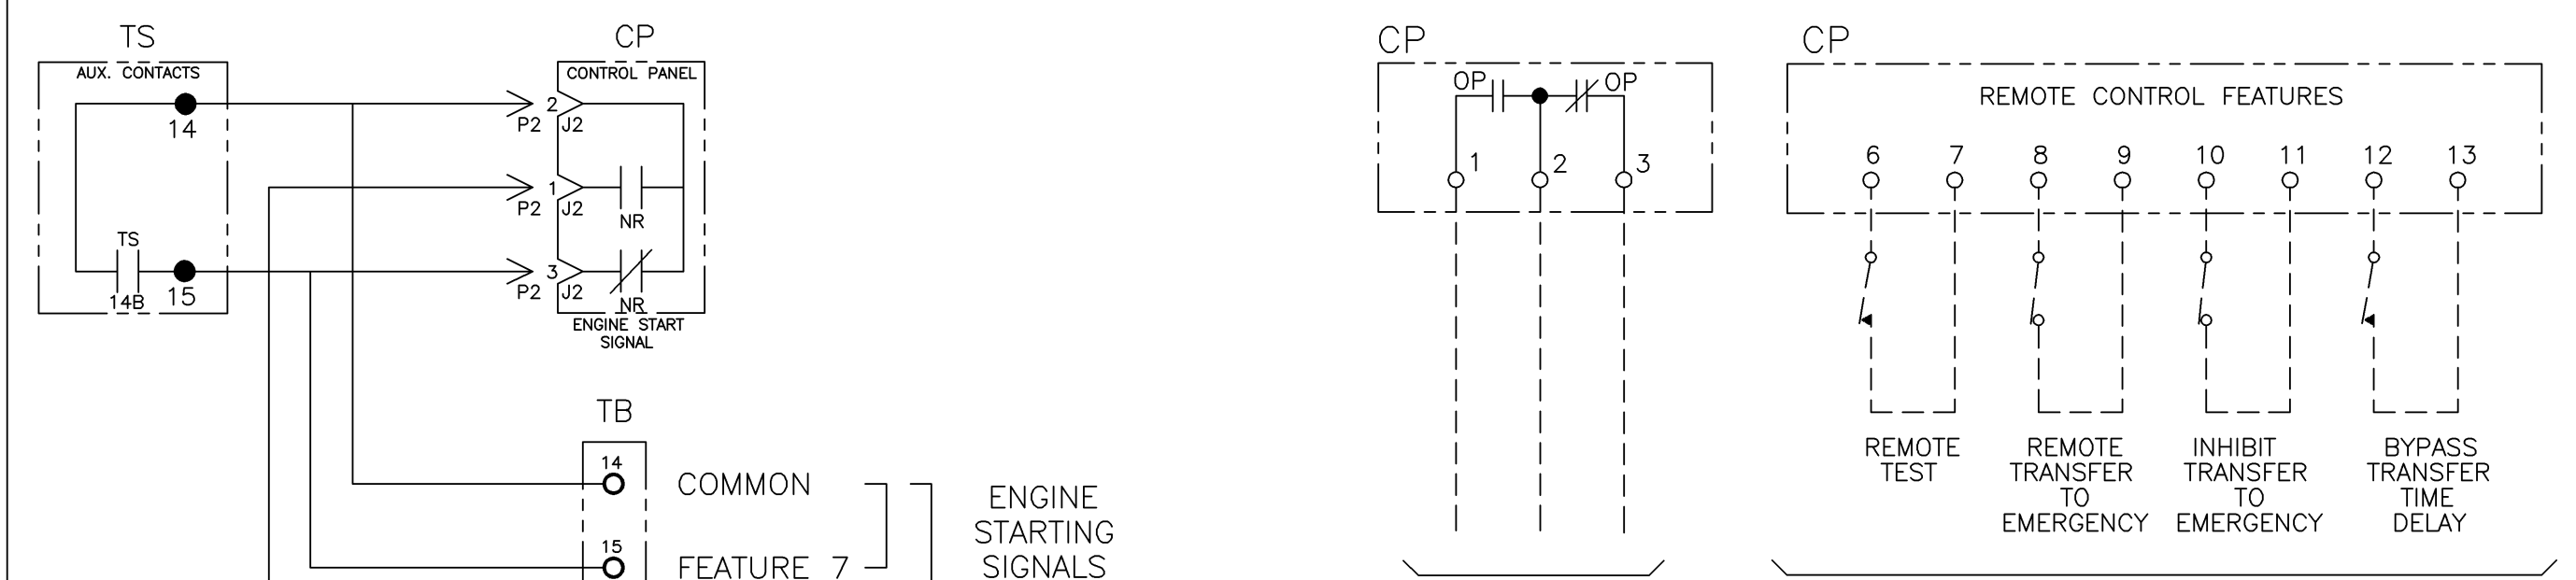 TS
AUX. CONTACTS
14
TS
14B
15
CP
CONTROL PANEL
2
P2 J2
1
P2 J2
NR
3
P2 J2
NR
ENGINE START
SIGNAL
TB
14
COMMON
15
FEATURE 7
ENGINE
STARTING
SIGNALS
CP
OP OP
1 2 3
CP
REMOTE CONTROL FEATURES
6 7 8 9 10 11 12 13
REMOTE
TEST
REMOTE
TRANSFER
TO
EMERGENCY
INHIBIT
TRANSFER
TO
EMERGENCY
BYPASS
TRANSFER
TIME
DELAY